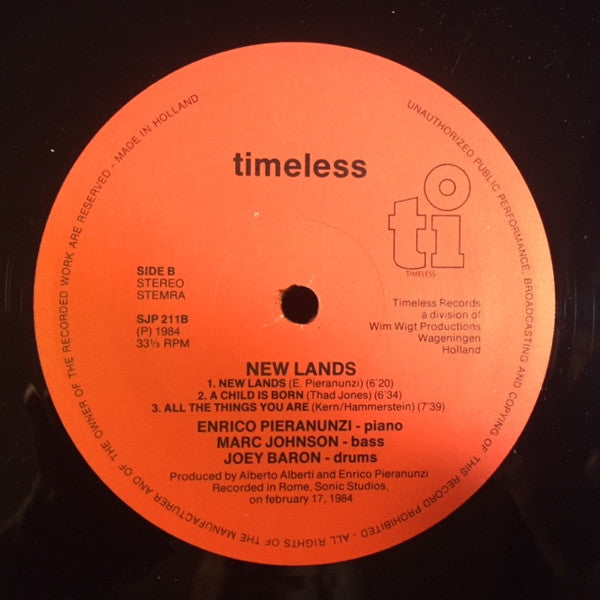 timeless
ti
TIMELESS
SIDE B
STEREO
STEMRA
SJP 211B
(P) 1984
33⅓ RPM
Timeless Records
a division of
Wim Wigt Productions
Wageningen
Holland
NEW LANDS
1. NEW LANDS (E. Pieranunzi) (6'20)
2. A CHILD IS BORN (Thad Jones) (6'34)
3. ALL THE THINGS YOU ARE (Kern/Hammerstein) (7'39)
ENRICO PIERANUNZI - piano
MARC JOHNSON - bass
JOEY BARON - drums
Produced by Alberto Alberti and Enrico Pieranunzi
Recorded in Rome, Sonic Studios,
on february 17, 1984
UNAUTHORIZED PUBLIC PERFORMANCE, BROADCASTING AND COPYING OF THIS RECORD PROHIBITED - ALL RIGHTS OF THE MANUFACTURER AND OF THE OWNER OF THE RECORDED WORK ARE RESERVED - MADE IN HOLLAND